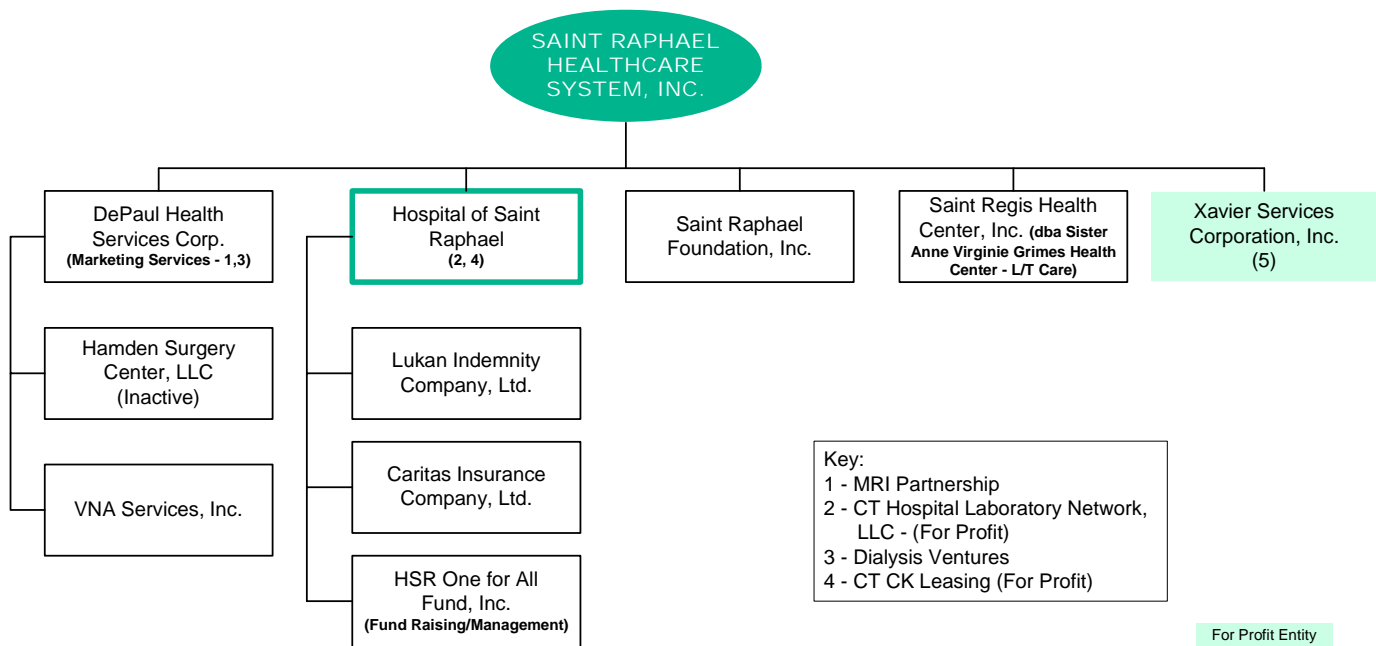 SAINT RAPHAEL
HEALTHCARE
SYSTEM, INC.
DePaul Health
Services Corp.
(Marketing Services - 1,3)
Hospital of Saint
Raphael
(2, 4)
Saint Raphael
Foundation, Inc.
Saint Regis Health
Center, Inc. (dba Sister
Anne Virginie Grimes Health
Center - L/T Care)
Xavier Services
Corporation, Inc.
(5)
Hamden Surgery
Center, LLC
(Inactive)
Lukan Indemnity
Company, Ltd.
VNA Services, Inc.
Caritas Insurance
Company, Ltd.
HSR One for All
Fund, Inc.
(Fund Raising/Management)
Key:
1 - MRI Partnership
2 - CT Hospital Laboratory Network,
LLC - (For Profit)
3 - Dialysis Ventures
4 - CT CK Leasing (For Profit)
For Profit Entity